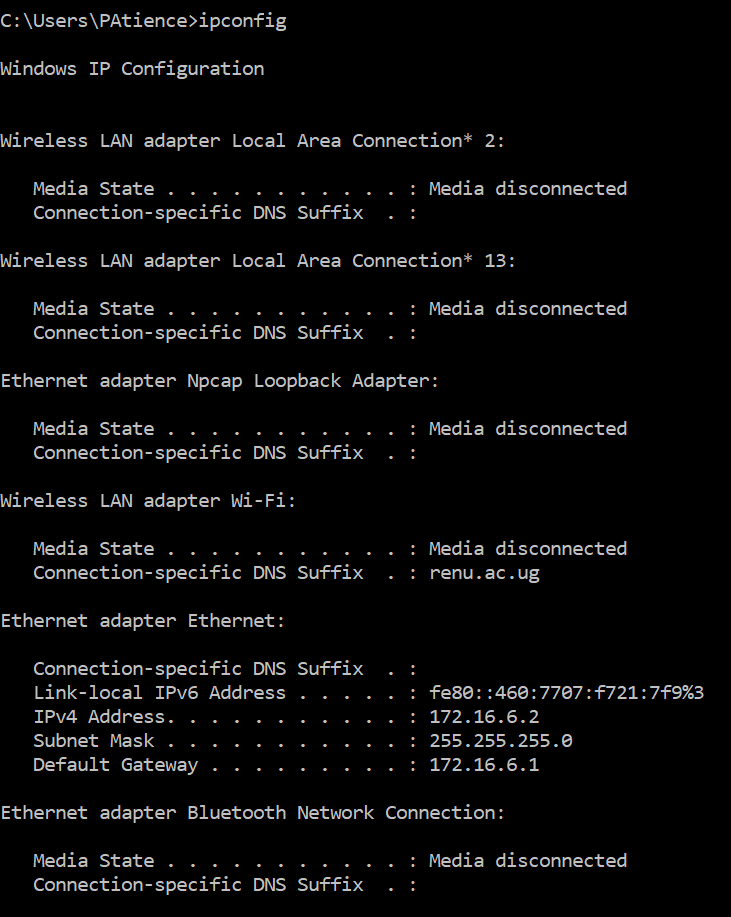 C:\Users\PAtience>ipconfig
Windows IP Configuration
Wireless LAN adapter Local Area Connection* 2:
Media State . . . . . . . . . . . : Media disconnected
Connection-specific DNS Suffix  . :
Wireless LAN adapter Local Area Connection* 13:
Media State . . . . . . . . . . . : Media disconnected
Connection-specific DNS Suffix  . :
Ethernet adapter Npcap Loopback Adapter:
Media State . . . . . . . . . . . : Media disconnected
Connection-specific DNS Suffix  . :
Wireless LAN adapter Wi-Fi:
Media State . . . . . . . . . . . : Media disconnected
Connection-specific DNS Suffix  . : renu.ac.ug
Ethernet adapter Ethernet:
Connection-specific DNS Suffix  . :
Link-local IPv6 Address . . . . . : fe80::460:7707:f721:7f9%3
IPv4 Address. . . . . . . . . . . : 172.16.6.2
Subnet Mask . . . . . . . . . . . : 255.255.255.0
Default Gateway . . . . . . . . . : 172.16.6.1
Ethernet adapter Bluetooth Network Connection:
Media State . . . . . . . . . . . : Media disconnected
Connection-specific DNS Suffix  . :